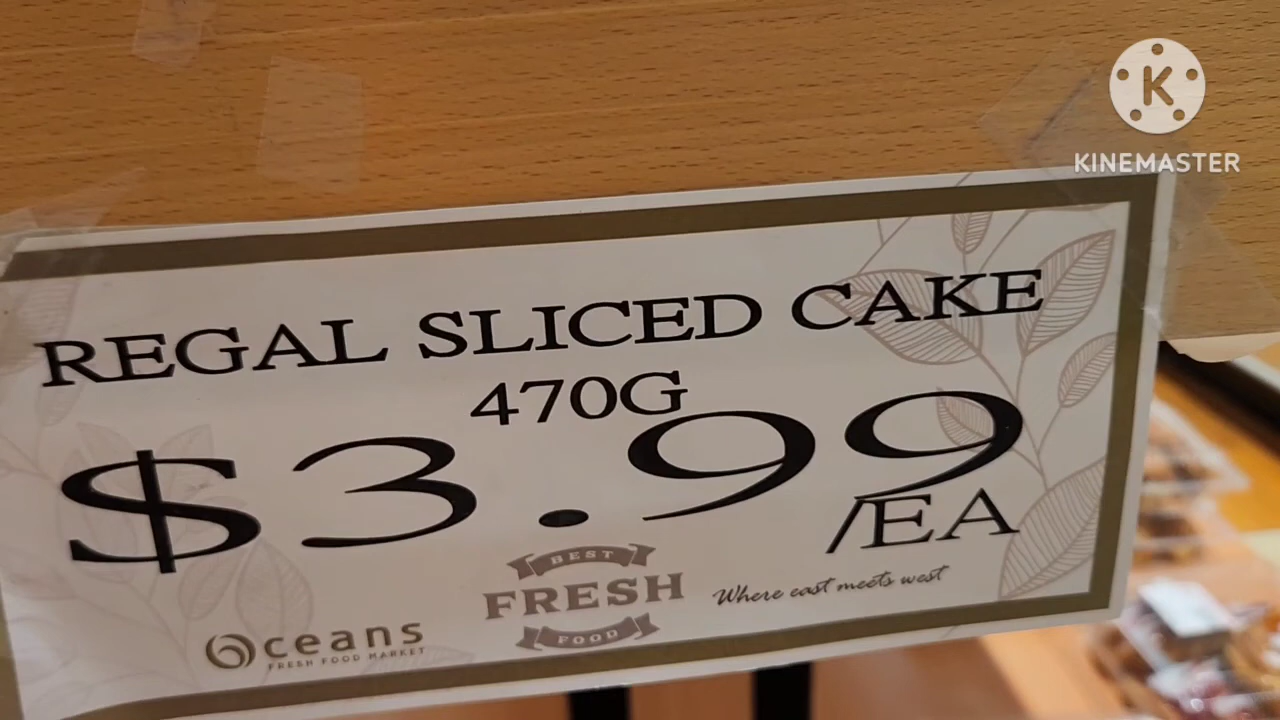 K
KINEMASTER
REGAL SLICED CAKE
470G
$3.99
/EA
BEST
FRESH
FOOD
Where east meets west
Oceans
FRESH FOOD MARKET